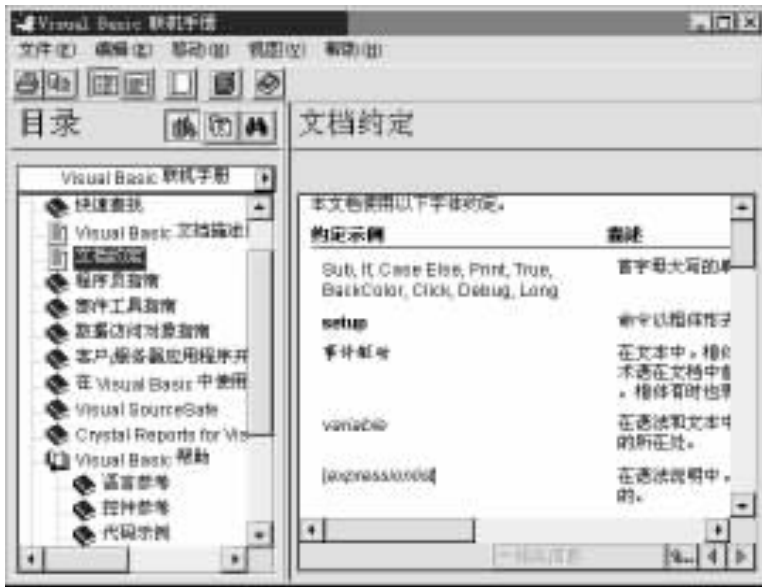 Visual Basic 联机手册
文件(F) 编辑(E) 移动(M) 视图(V) 帮助(H)
目录
文档约定
Visual Basic 联机手册
快速查找
Visual Basic 文档描述
文档约定
程序员指南
部件工具指南
数据访问对象指南
客户/服务器应用程序开
在 Visual Basic 中使用
Visual SourceSafe
Crystal Reports for Vis
Visual Basic 帮助
语言参考
控件参考
代码示例
本文档使用以下字体约定。
约定示例 描述
Sub, If, Case Else, Print, True,
BackColor, Click, Debug, Long
首字母大写的单
setup
命令以粗体性
事件驱动
在文本中,粗
术语在文档中
。粗体有时也
variable
在语法和文本中
的所在处。
[expressionlist]
在语法说明中,
的。